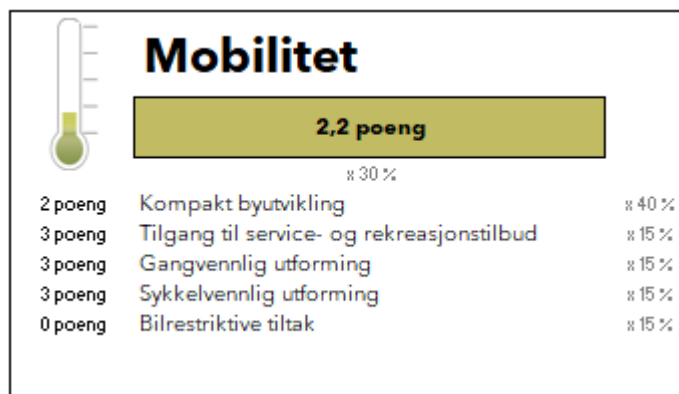 Mobilitet
2,2 poeng
x 30 %
2 poeng Kompakt byutvikling x 40 %
3 poeng Tilgang til service- og rekreasjonstilbud x 15 %
3 poeng Gangvennlig utforming x 15 %
3 poeng Sykkelvennlig utforming x 15 %
0 poeng Bilrestriktive tiltak x 15 %